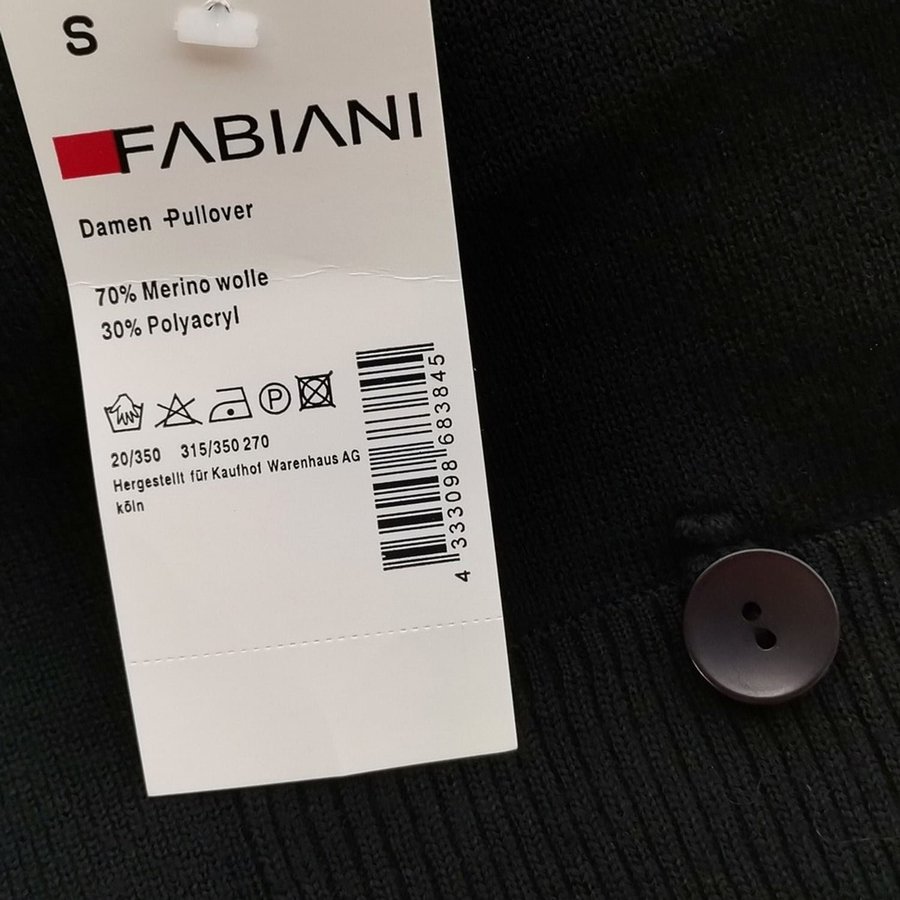 S
FABIANI
Damen -Pullover
70% Merino wolle
30% Polyacryl
P
20/350 315/350 270
Hergestellt für Kaufhof Warenhaus AG
köln
4 333098 683845